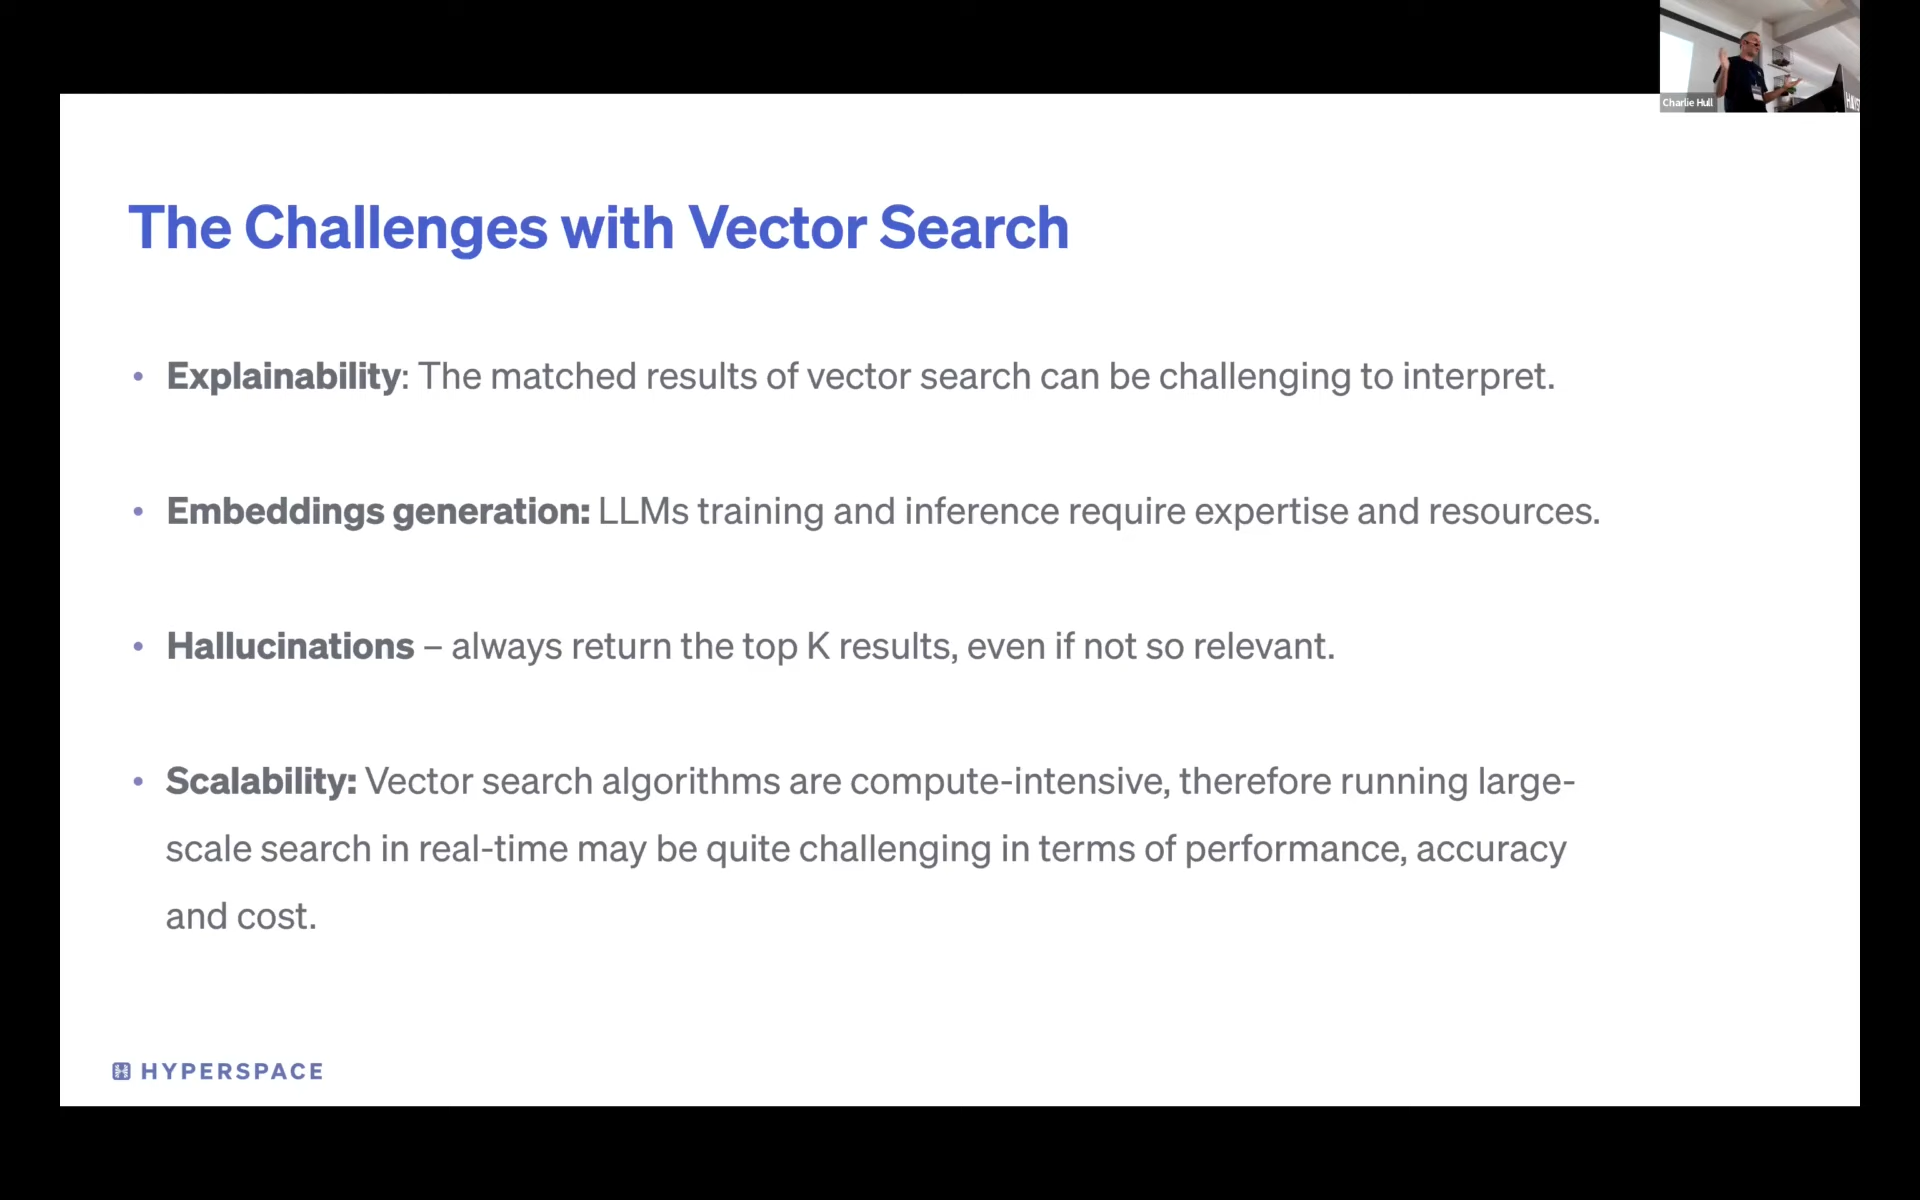 Charlie Hull
The Challenges with Vector Search
• Explainability: The matched results of vector search can be challenging to interpret.
• Embeddings generation: LLMs training and inference require expertise and resources.
• Hallucinations – always return the top K results, even if not so relevant.
• Scalability: Vector search algorithms are compute-intensive, therefore running large-
scale search in real-time may be quite challenging in terms of performance, accuracy
and cost.
HYPERSPACE